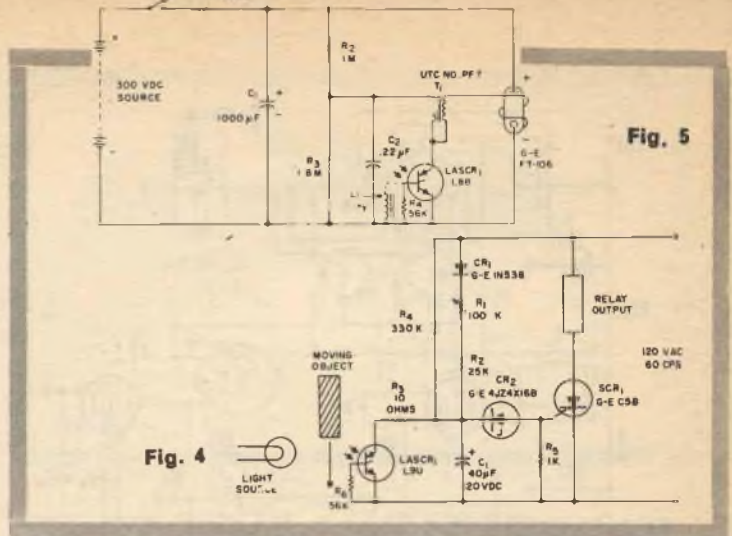 300 VDC
SOURCE
C1
1000 µF
R2
1M
R3
1.8M
C2
.22µF
UTC NO. PF7
T1
LASCR1
L8B
R4
56K
G-E
FT-106
Fig. 5
CR1
G-E 1N538
R1
100 K
R4
330 K
R2
25K
CR2
G-E 4JZ4X16B
RELAY
OUTPUT
120 VAC
60 CPS
SCR1
G-E C5B
MOVING
OBJECT
R3
10
OHMS
Fig. 4
LIGHT
SOURCE
LASCR1
L9U
R6
56K
C1
40µF
20VDC
R5
1K